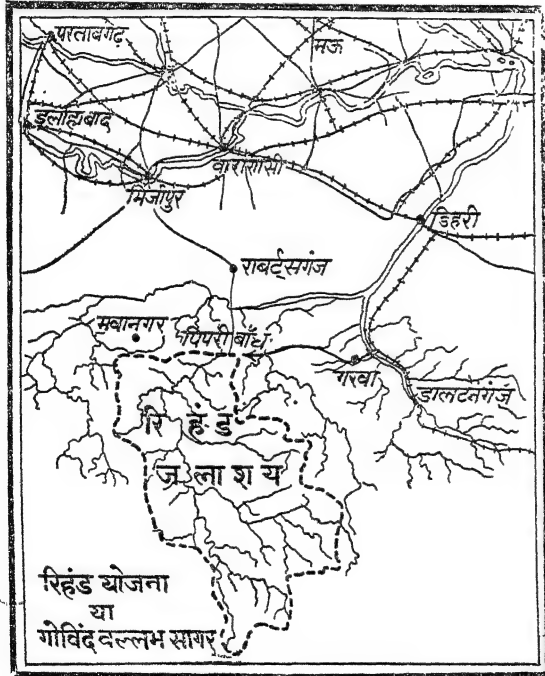 परताबगढ़
मऊ
इलाहाबाद
वाराणसी
मिर्जापुर
डिहरी
राबर्ट्सगंज
मवानगर
पिपरी बाँध
गरवा
डालटनगंज
रिहंड
जलाशय
रिहंड योजना
या
गोविंद वल्लभ सागर